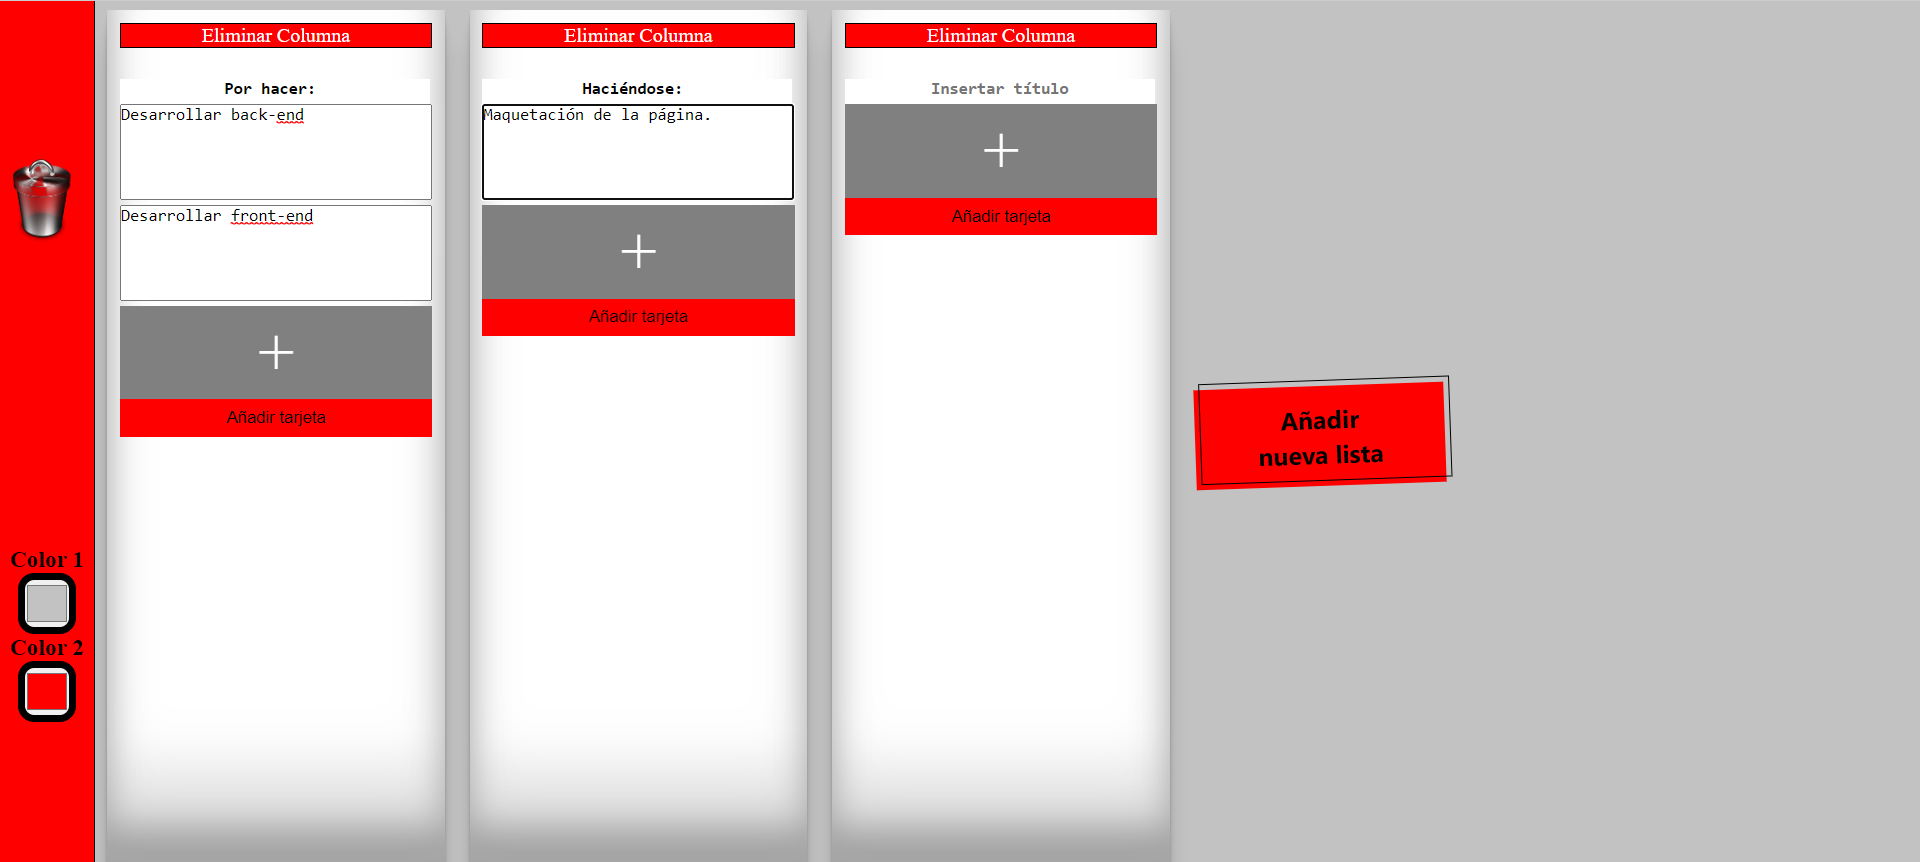 Color 1
Color 2
Eliminar Columna
Por hacer:
Desarrollar back-end
Desarrollar front-end
Añadir tarjeta
Eliminar Columna
Haciéndose:
Maquetación de la página.
Añadir tarjeta
Eliminar Columna
Insertar título
Añadir tarjeta
Añadir
nueva lista